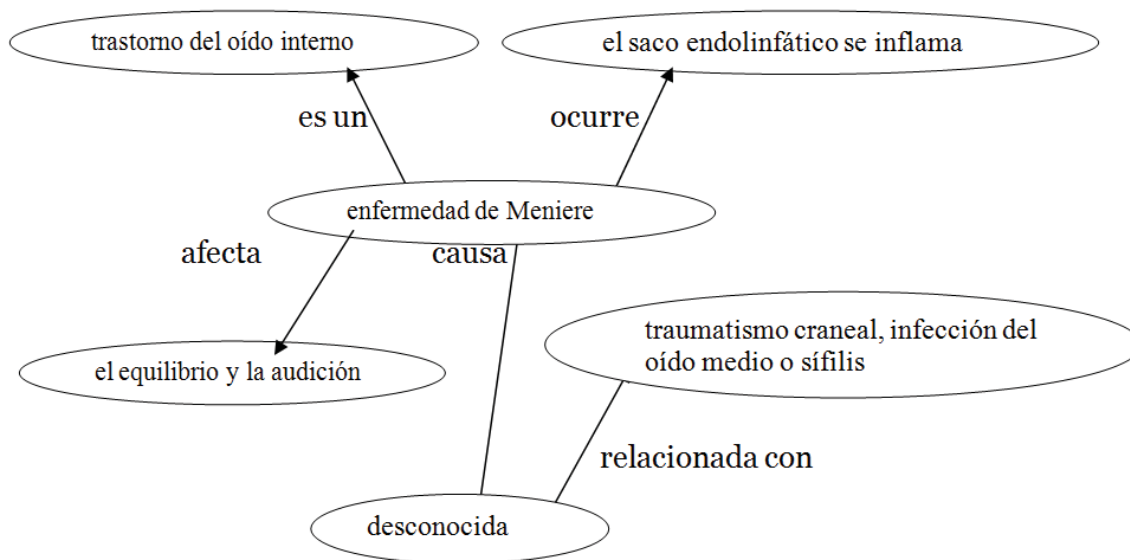 trastorno del oído interno
el saco endolinfático se inflama
es un
ocurre
enfermedad de Meniere
afecta
causa
traumatismo craneal, infección del
oído medio o sífilis
el equilibrio y la audición
relacionada con
desconocida